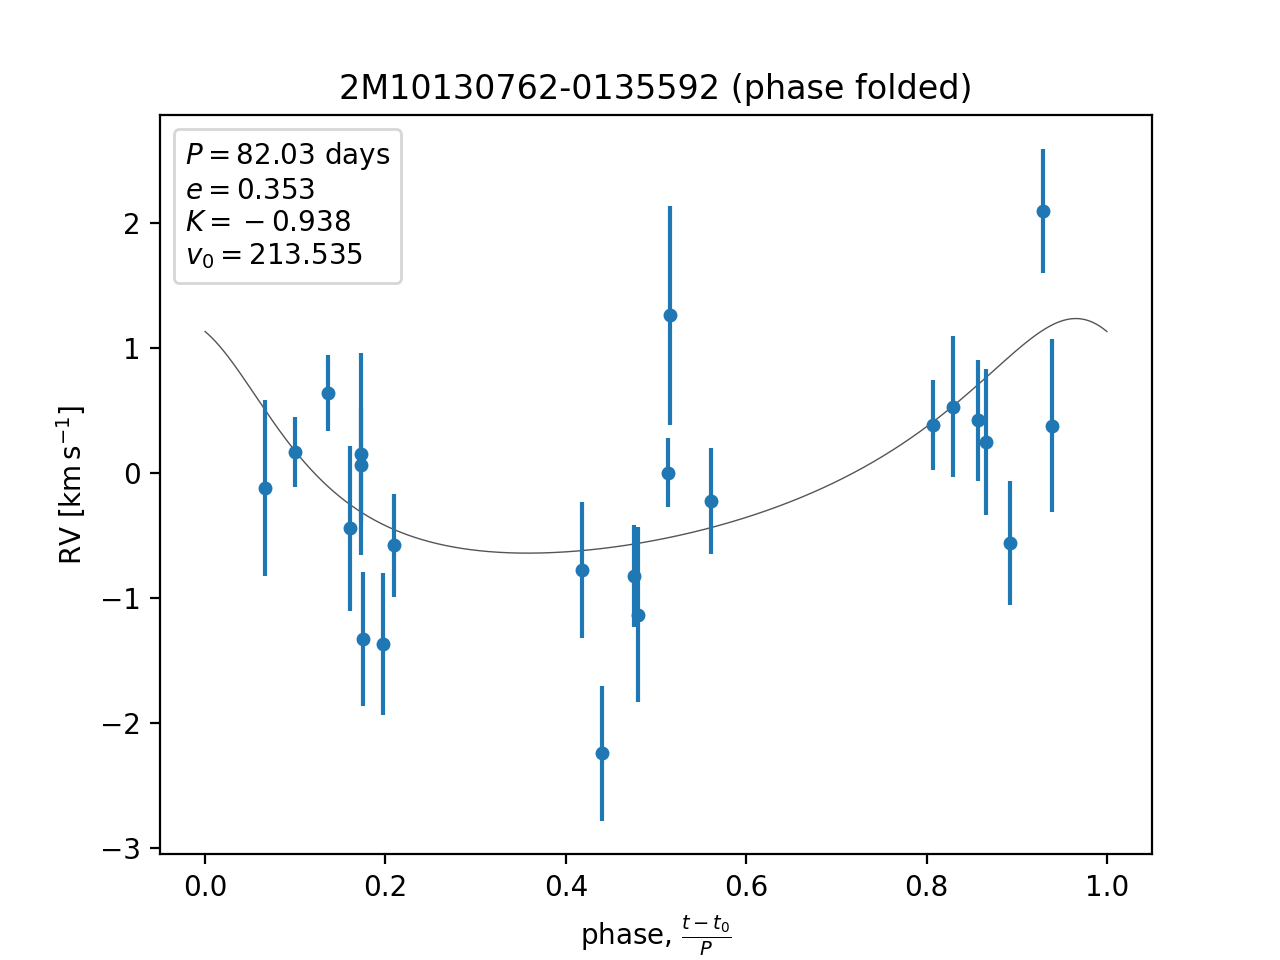 2M10130762-0135592 (phase folded)
P = 82.03 days
e = 0.353
K = −0.938
v₀ = 213.535
2
1
0
−1
−2
−3
RV [km s⁻¹]
0.0 0.2 0.4 0.6 0.8 1.0
phase, (t − t₀)/P